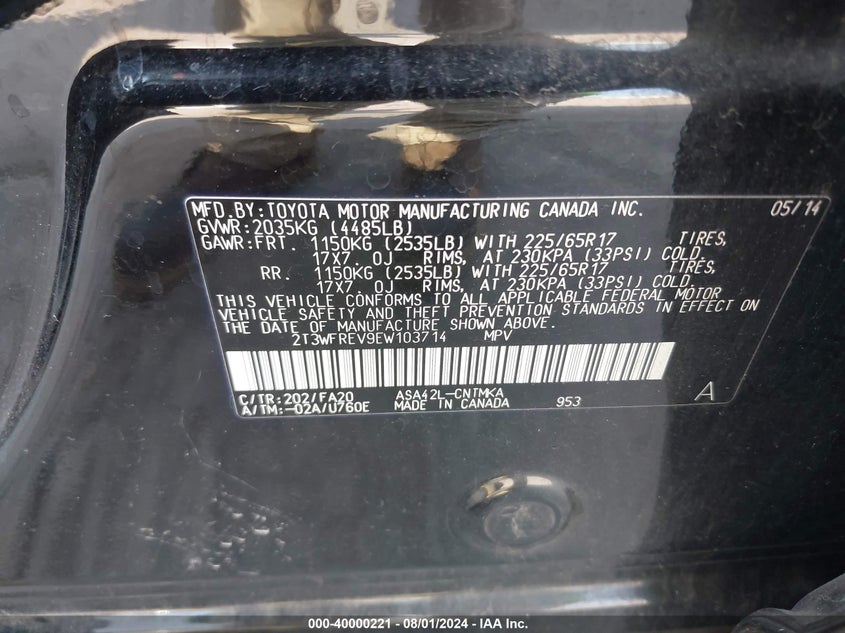 MFD.BY:TOYOTA MOTOR MANUFACTURING CANADA INC. 05/14
GVWR:2035KG (4485LB)
GAWR:FRT. 1150KG (2535LB) WITH 225/65R17 TIRES,
17X7.0J RIMS, AT 230KPA (33PSI) COLD.
RR. 1150KG (2535LB) WITH 225/65R17 TIRES,
17X7.0J RIMS, AT 230KPA (33PSI) COLD.
THIS VEHICLE CONFORMS TO ALL APPLICABLE FEDERAL MOTOR
VEHICLE SAFETY AND THEFT PREVENTION STANDARDS IN EFFECT ON
THE DATE OF MANUFACTURE SHOWN ABOVE.
2T3WFREV9EW103714 MPV
C/TR:202/FA20 ASA42L-CNTMKA
A/TM:-02A/U760E MADE IN CANADA 953 A
000-40000221 - 08/01/2024 - IAA Inc.